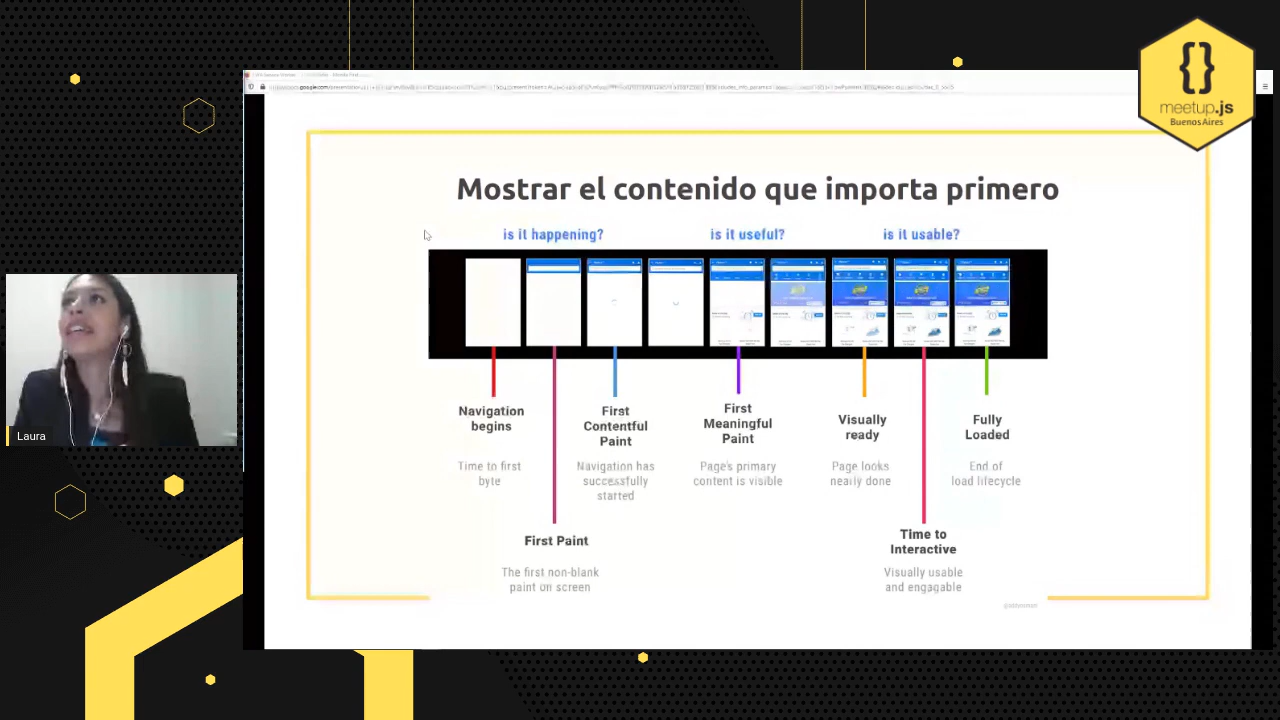 meetup.js
Buenos Aires
Mostrar el contenido que importa primero
is it happening?
is it useful?
is it usable?
Navigation
begins
Time to first
byte
First Paint
The first non-blank
paint on screen
First
Contentful
Paint
Navigation has
successfully
started
First
Meaningful
Paint
Page's primary
content is visible
Visually
ready
Page looks
nearly done
Time to
Interactive
Visually usable
and engagable
Fully
Loaded
End of
load lifecycle
Laura